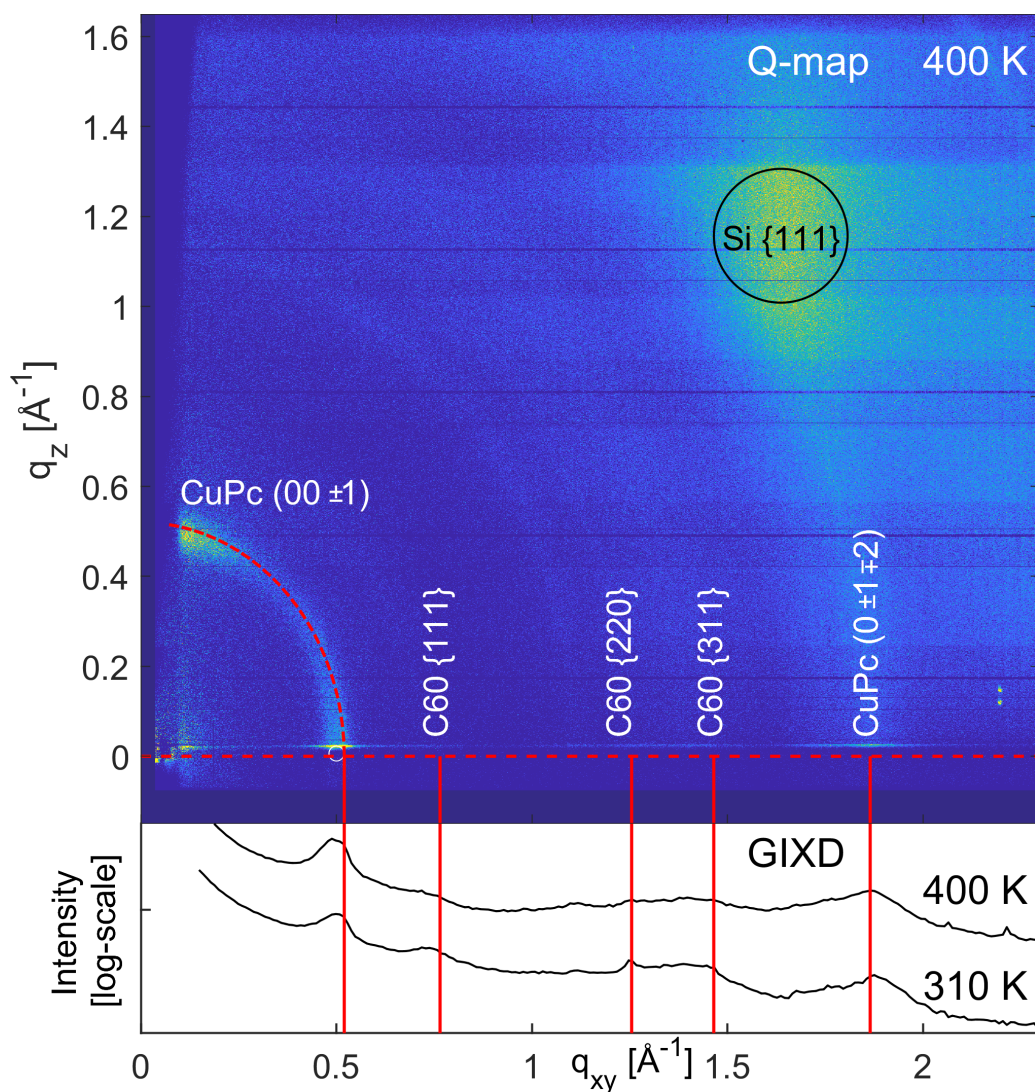 Q-map 400 K
1.6
1.4
1.2
1
0.8
0.6
0.4
0.2
0
q_z [Å^-1]
Si {111}
CuPc (00 ±1)
C60 {111}
C60 {220}
C60 {311}
CuPc (0 ±1 ∓2)
GIXD
400 K
310 K
Intensity
[log-scale]
0 0.5 1 1.5 2
q_xy [Å^-1]